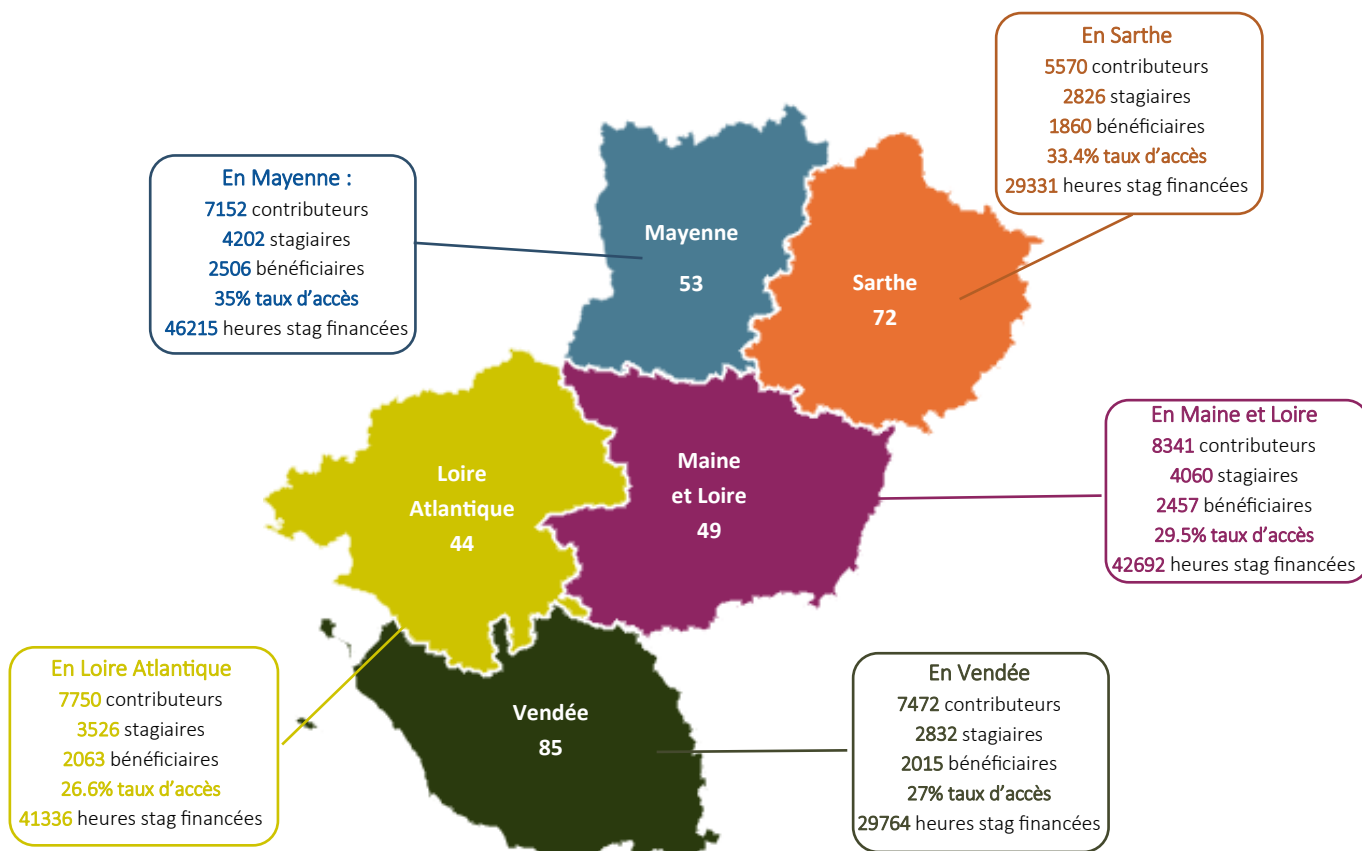 En Sarthe
5570 contributeurs
2826 stagiaires
1860 bénéficiaires
33.4% taux d’accès
29331 heures stag financées
En Mayenne :
7152 contributeurs
4202 stagiaires
2506 bénéficiaires
35% taux d’accès
46215 heures stag financées
Mayenne
53
Sarthe
72
En Maine et Loire
8341 contributeurs
4060 stagiaires
2457 bénéficiaires
29.5% taux d’accès
42692 heures stag financées
Maine
et Loire
49
Loire
Atlantique
44
En Loire Atlantique
7750 contributeurs
3526 stagiaires
2063 bénéficiaires
26.6% taux d’accès
41336 heures stag financées
Vendée
85
En Vendée
7472 contributeurs
2832 stagiaires
2015 bénéficiaires
27% taux d’accès
29764 heures stag financées